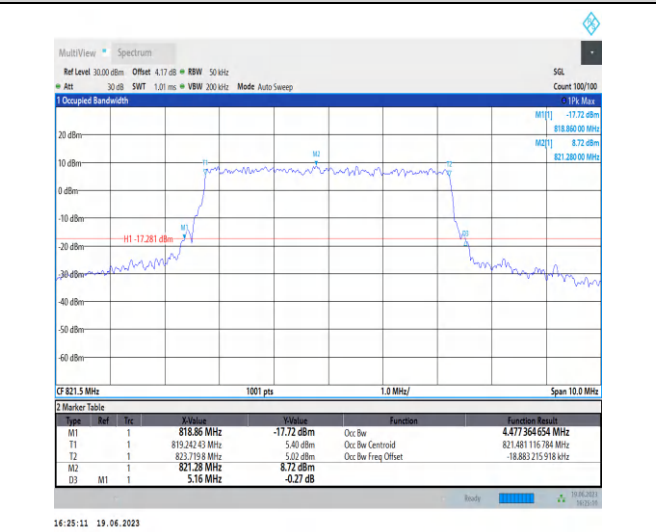 MultiView Spectrum
Ref Level 30.00 dBm Offset 4.17 dB RBW 50 kHz SGL
Att 30 dB SWT 1.01 ms VBW 200 kHz Mode Auto Sweep Count 100/100
1 Occupied Bandwidth 1Pk Max
M1[1] -17.72 dBm
818.860 00 MHz
M2[1] 8.72 dBm
821.280 00 MHz
20 dBm
M2
10 dBm T1 T2
0 dBm
-10 dBm
M1 D3
H1 -17.281 dBm
-20 dBm
-30 dBm
-40 dBm
-50 dBm
-60 dBm
CF 821.5 MHz 1001 pts 1.0 MHz/ Span 10.0 MHz
2 Marker Table
Type Ref Trc X-Value Y-Value Function Function Result
M1 1 818.86 MHz -17.72 dBm Occ Bw 4.477 364 654 MHz
T1 1 819.242 43 MHz 5.40 dBm Occ Bw Centroid 821.481 116 784 MHz
T2 1 823.719 8 MHz 5.02 dBm Occ Bw Freq Offset -18.883 215 918 kHz
M2 1 821.28 MHz 8.72 dBm
D3 M1 1 5.16 MHz -0.27 dB
Ready 19.06.2023
16:25:10
16:25:11 19.06.2023